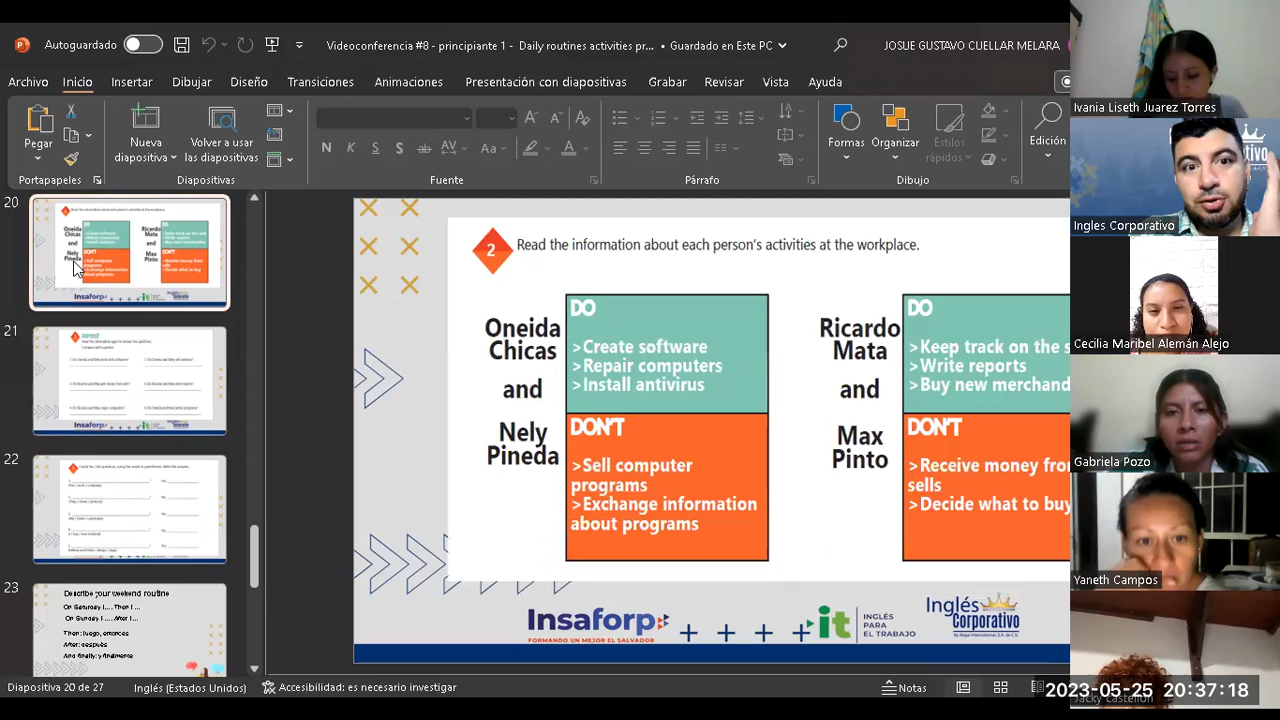 Autoguardado
Videoconferencia #8 - principiante 1 - Daily routines activities pr... • Guardado en Este PC
JOSUE GUSTAVO CUELLAR MELARA
Archivo Inicio Insertar Dibujar Diseño Transiciones Animaciones Presentación con diapositivas Grabar Revisar Vista Ayuda
Pegar
Nueva diapositiva
Volver a usar las diapositivas
Formas
Organizar
Estilos rápidos
Edición
Portapapeles
Diapositivas
Fuente
Párrafo
Dibujo
20
21
22
23
Describe your weekend routine
On Saturday I.... Then I ...
On Sunday I.... After I...
Then: luego, entonces
After: después
And finally: y finalmente
2
Read the information about each person's activities at the workplace.
Oneida
Chicas
and
Nely
Pineda
DO
>Create software
>Repair computers
>Install antivirus
DON'T
>Sell computer
programs
>Exchange information
about programs
Ricardo
Mata
and
Max
Pinto
DO
>Keep track on the s
>Write reports
>Buy new merchand
DON'T
>Receive money fro
sells
>Decide what to buy
Insaforp
FORMANDO UN MEJOR EL SALVADOR
it
INGLÉS
PARA
EL TRABAJO
Inglés
Corporativo
By Regal International, S.A. de C.V.
Diapositiva 20 de 27
Inglés (Estados Unidos)
Accesibilidad: es necesario investigar
Notas
Ivania Liseth Juarez Torres
Ingles Corporativo
Cecilia Maribel Alemán Alejo
Gabriela Pozo
Yaneth Campos
Jacky Castellon
2023-05-25 20:37:18